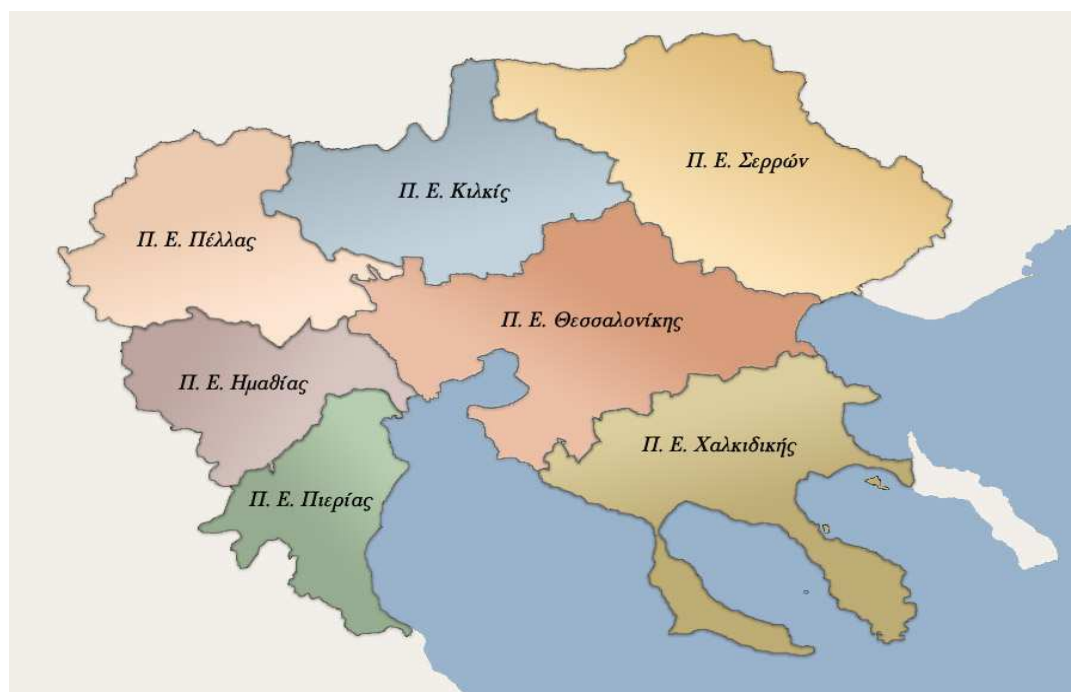 Π. Ε. Σερρών
Π. Ε. Κιλκίς
Π. Ε. Πέλλας
Π. Ε. Θεσσαλονίκης
Π. Ε. Ημαθίας
Π. Ε. Χαλκιδικής
Π. Ε. Πιερίας